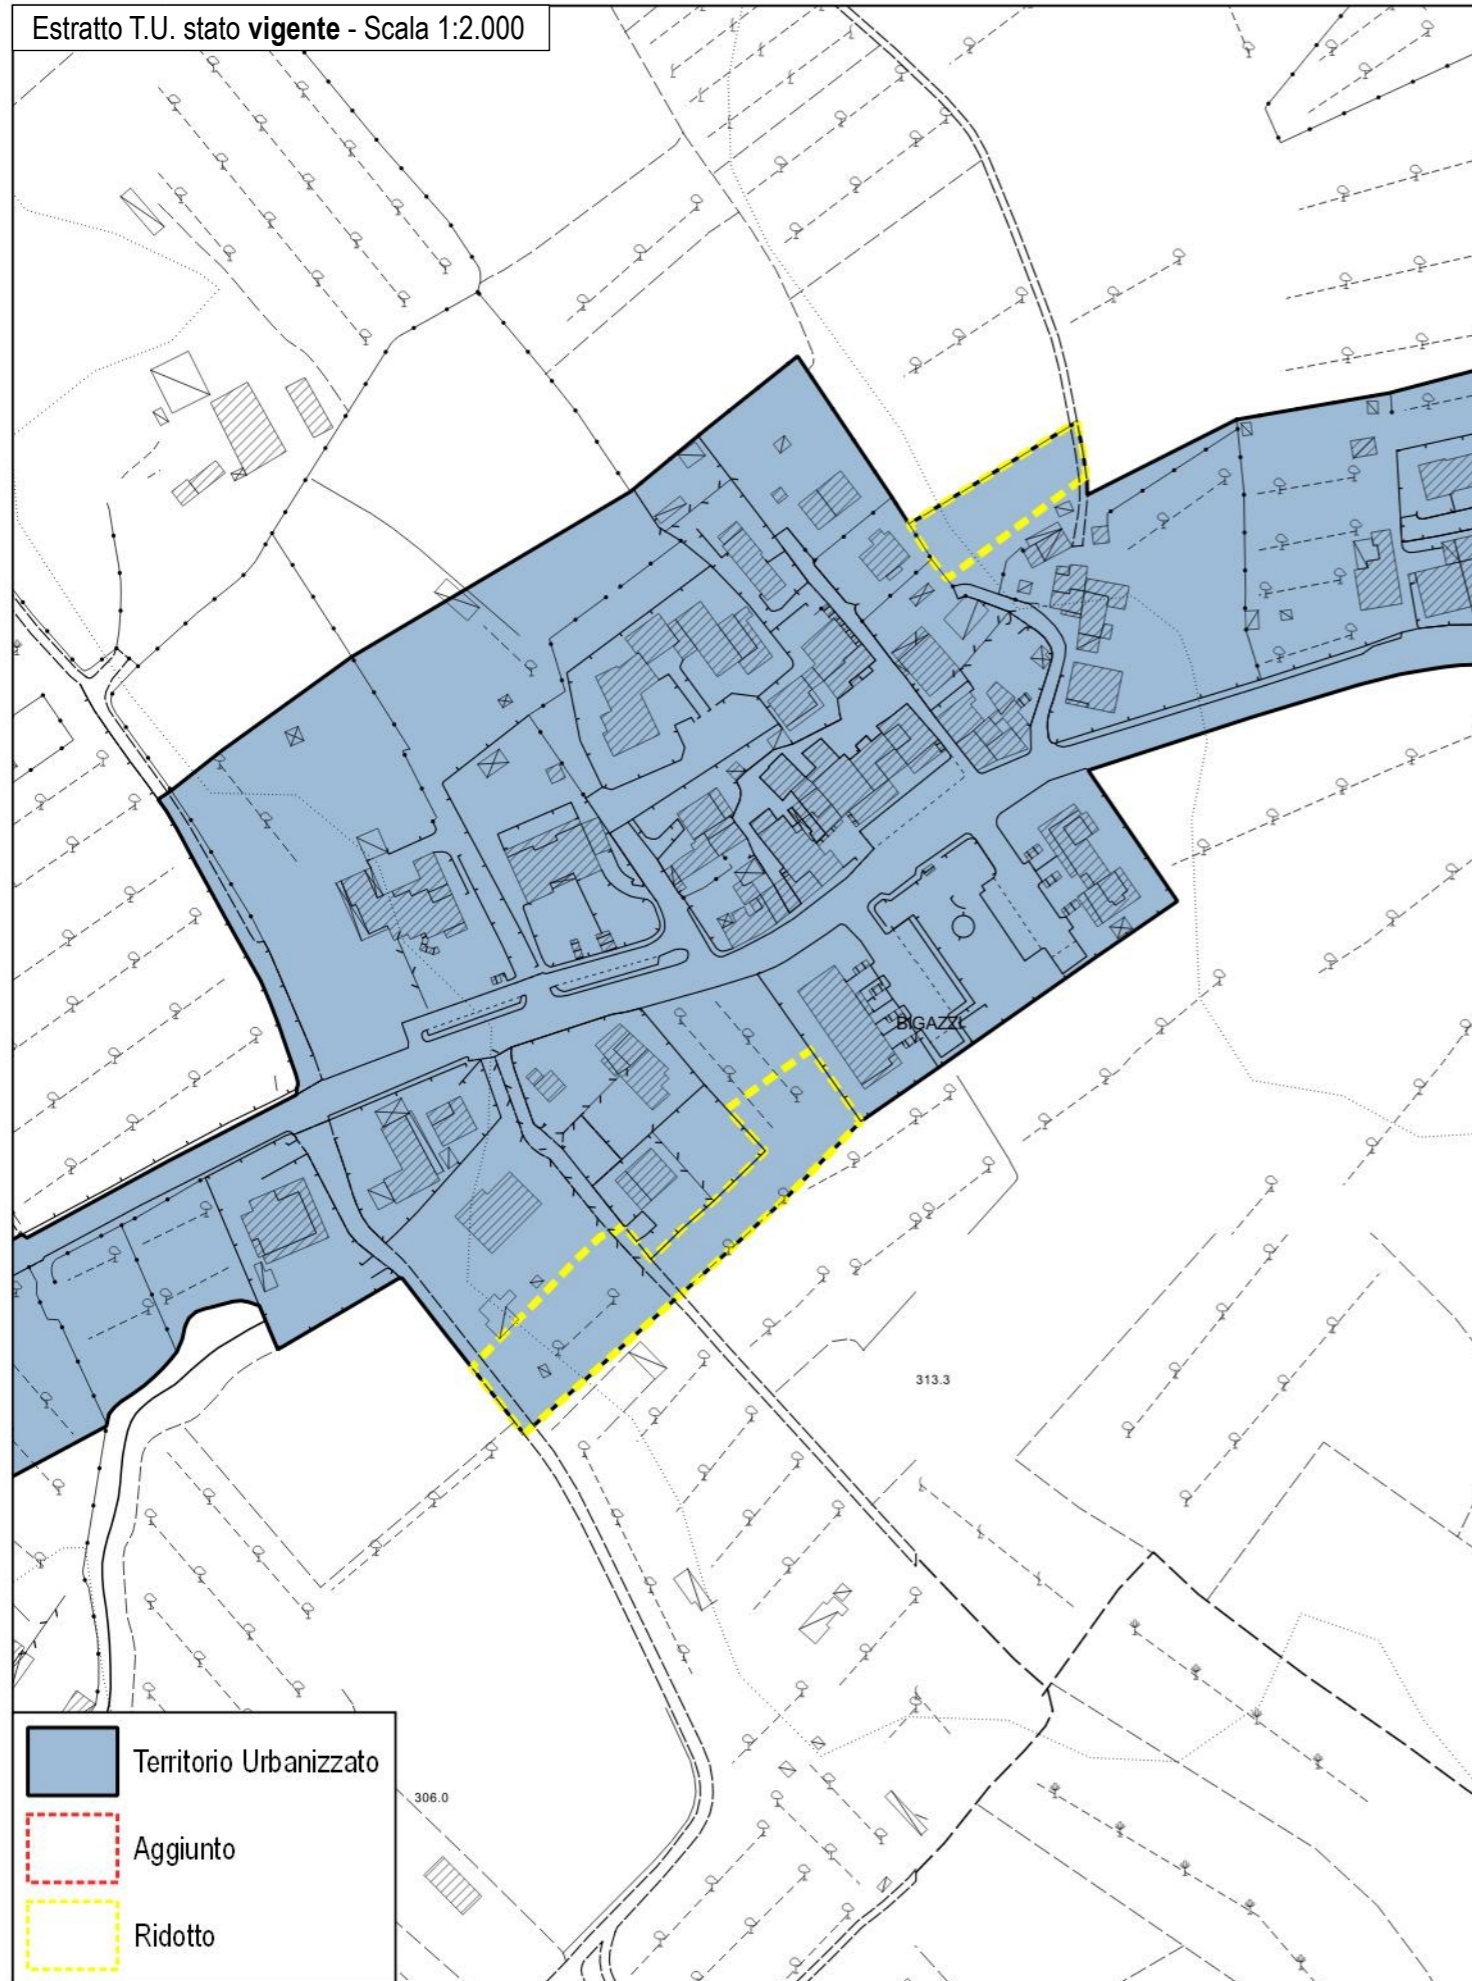 Estratto T.U. stato vigente - Scala 1:2.000
BIGAZZI
313.3
306.0
Territorio Urbanizzato
Aggiunto
Ridotto